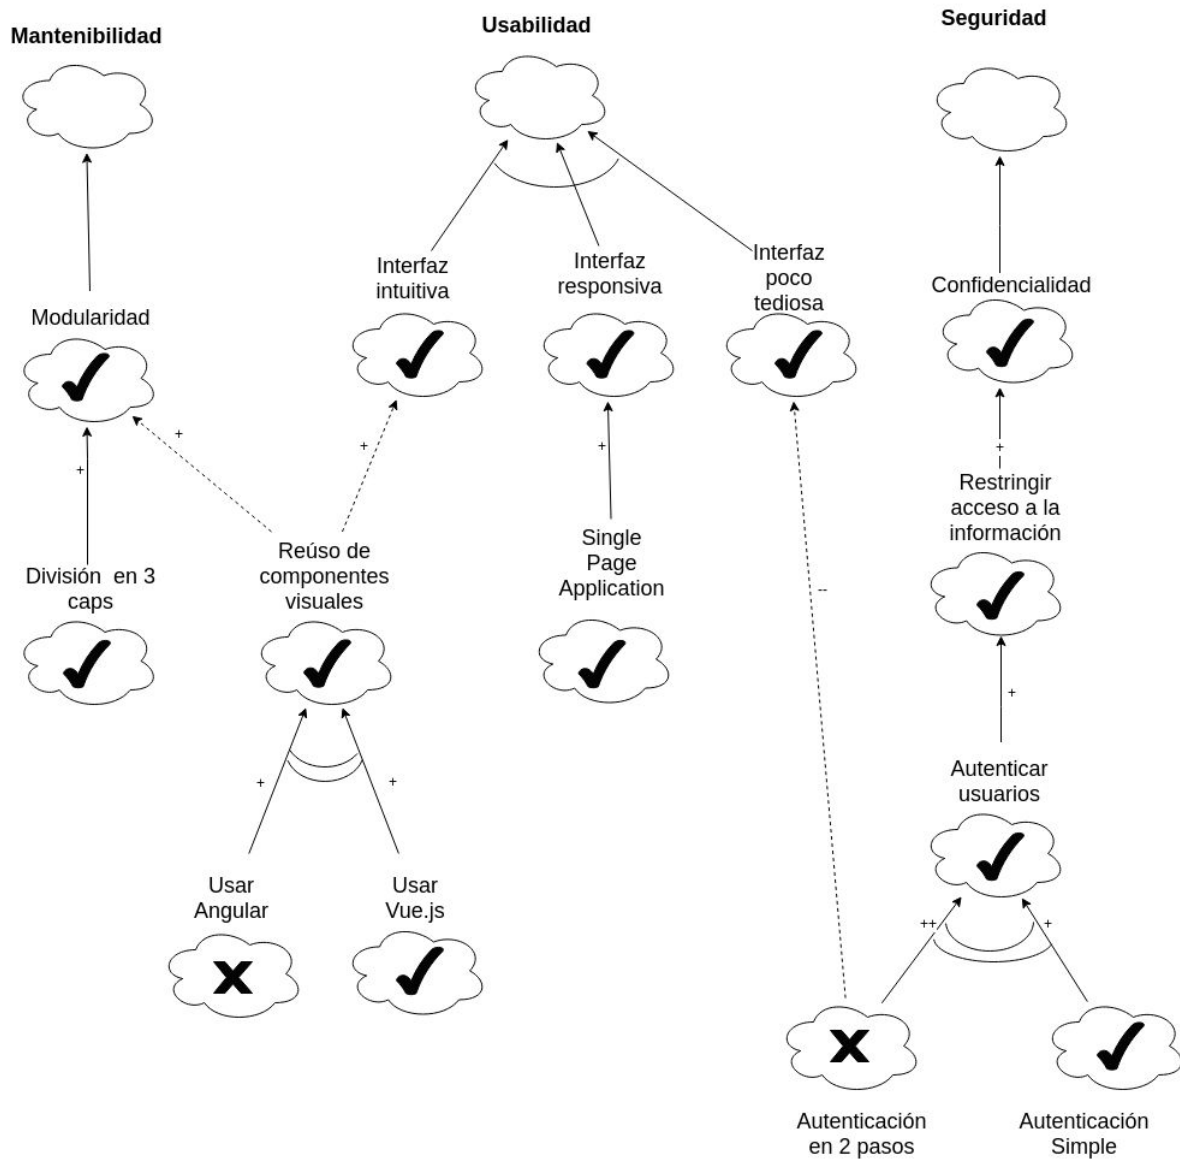 Mantenibilidad
Usabilidad
Seguridad
Modularidad
Interfaz
intuitiva
Interfaz
responsiva
Interfaz
poco
tediosa
Confidencialidad
+
+
+
+
+
Restringir
acceso a la
información
División en 3
caps
Reúso de
componentes
visuales
Single
Page
Application
--
+
Autenticar
usuarios
+
+
Usar
Angular
Usar
Vue.js
++
+
Autenticación
en 2 pasos
Autenticación
Simple